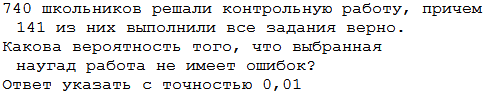 740 школьников решали контрольную работу, причем
141 из них выполнили все задания верно.
Какова вероятность того, что выбранная
наугад работа не имеет ошибок?
Ответ указать с точностью 0,01